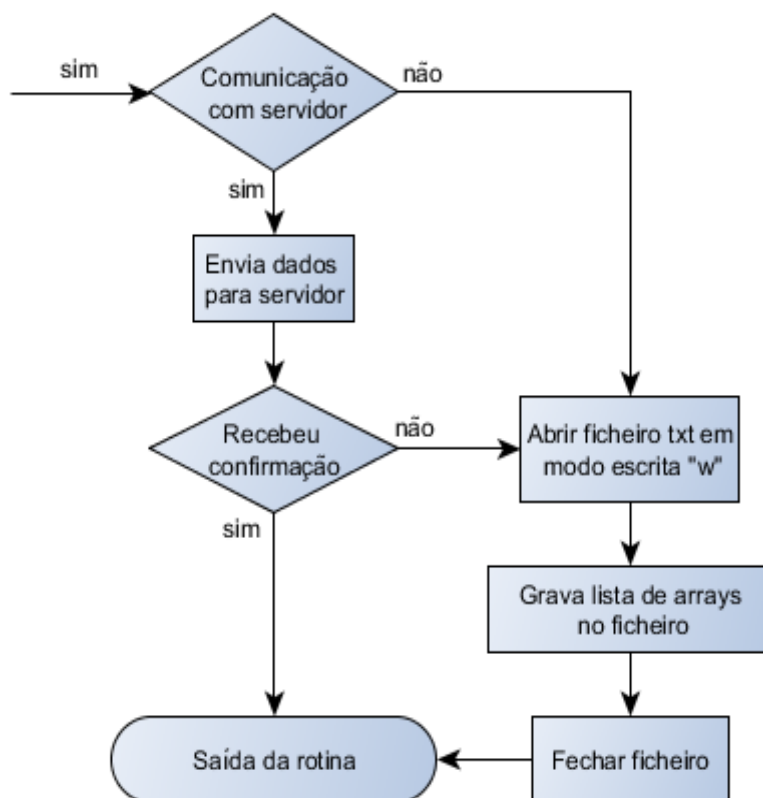 sim
Comunicação
com servidor
não
sim
Envia dados
para servidor
Recebeu
confirmação
não
Abrir ficheiro txt em
modo escrita "w"
sim
Grava lista de arrays
no ficheiro
Saída da rotina
Fechar ficheiro